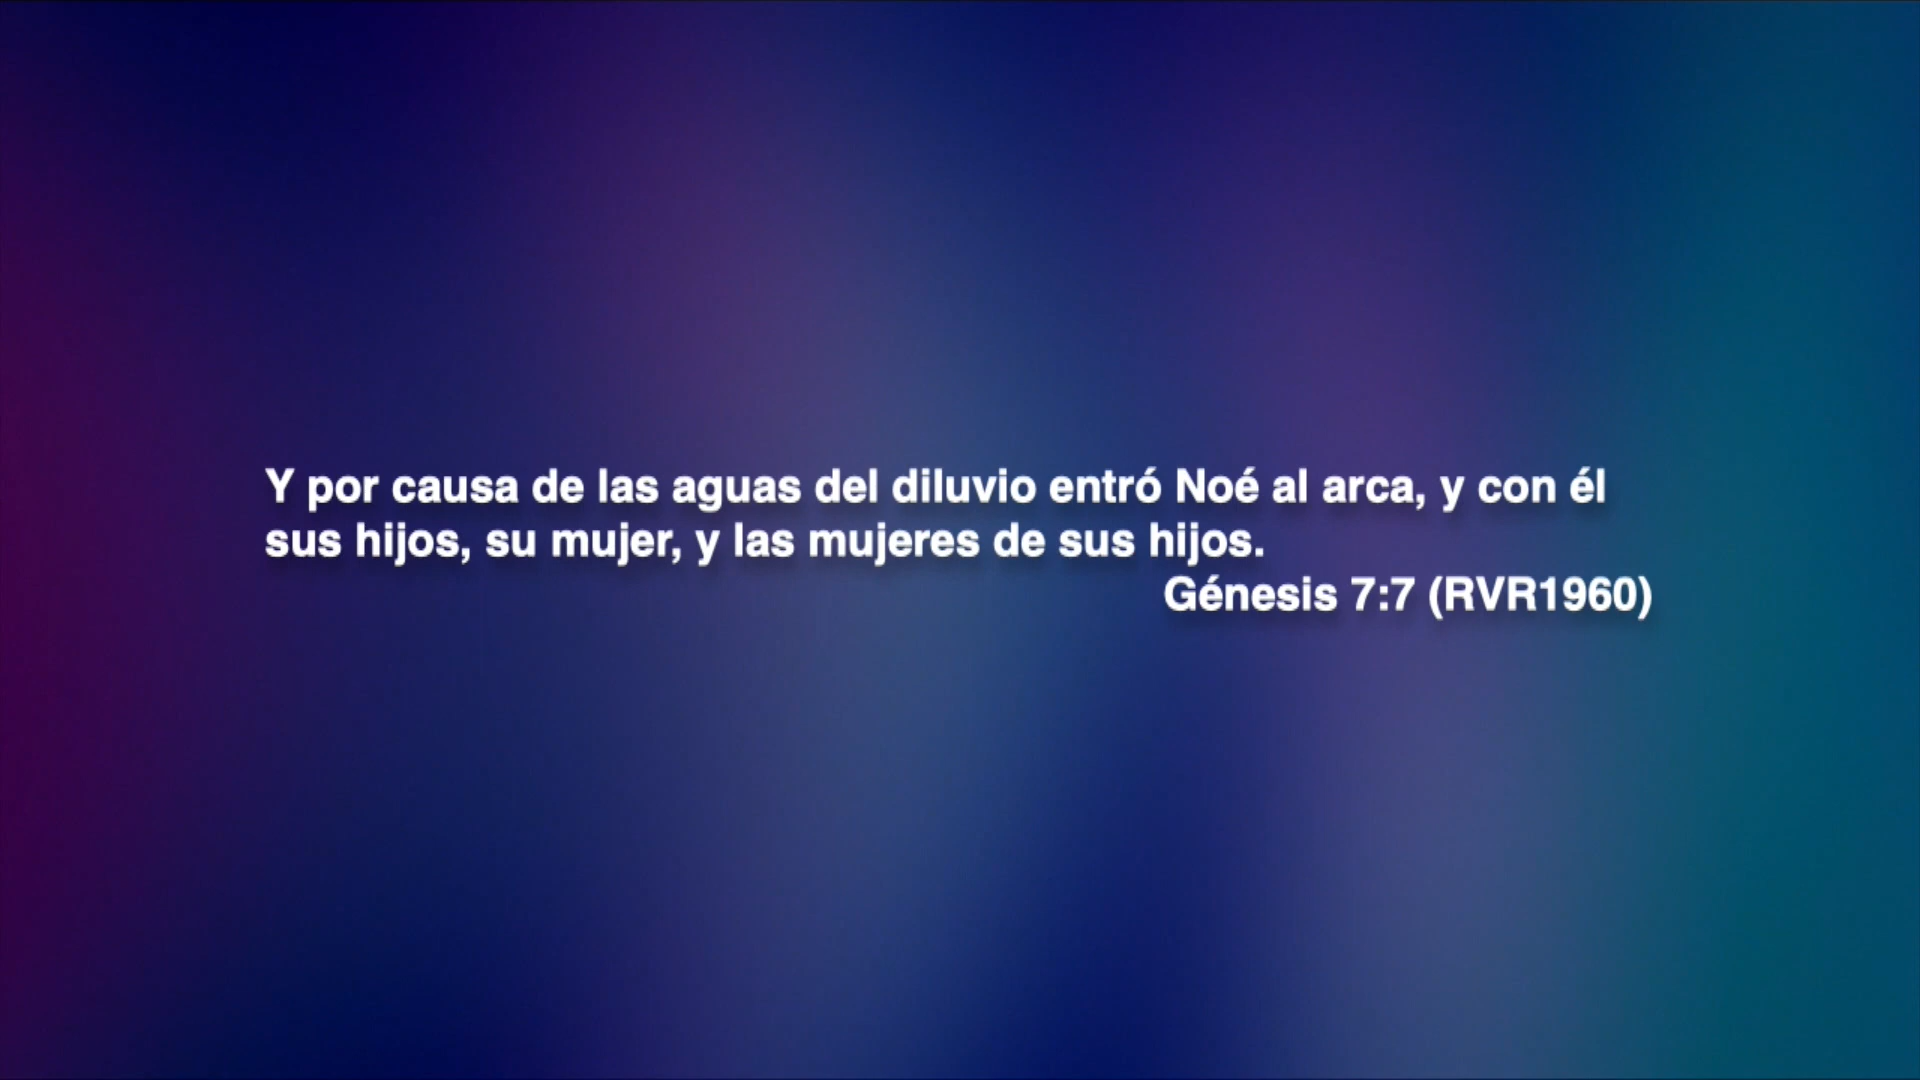 Y por causa de las aguas del diluvio entró Noé al arca, y con él
sus hijos, su mujer, y las mujeres de sus hijos.
Génesis 7:7 (RVR1960)